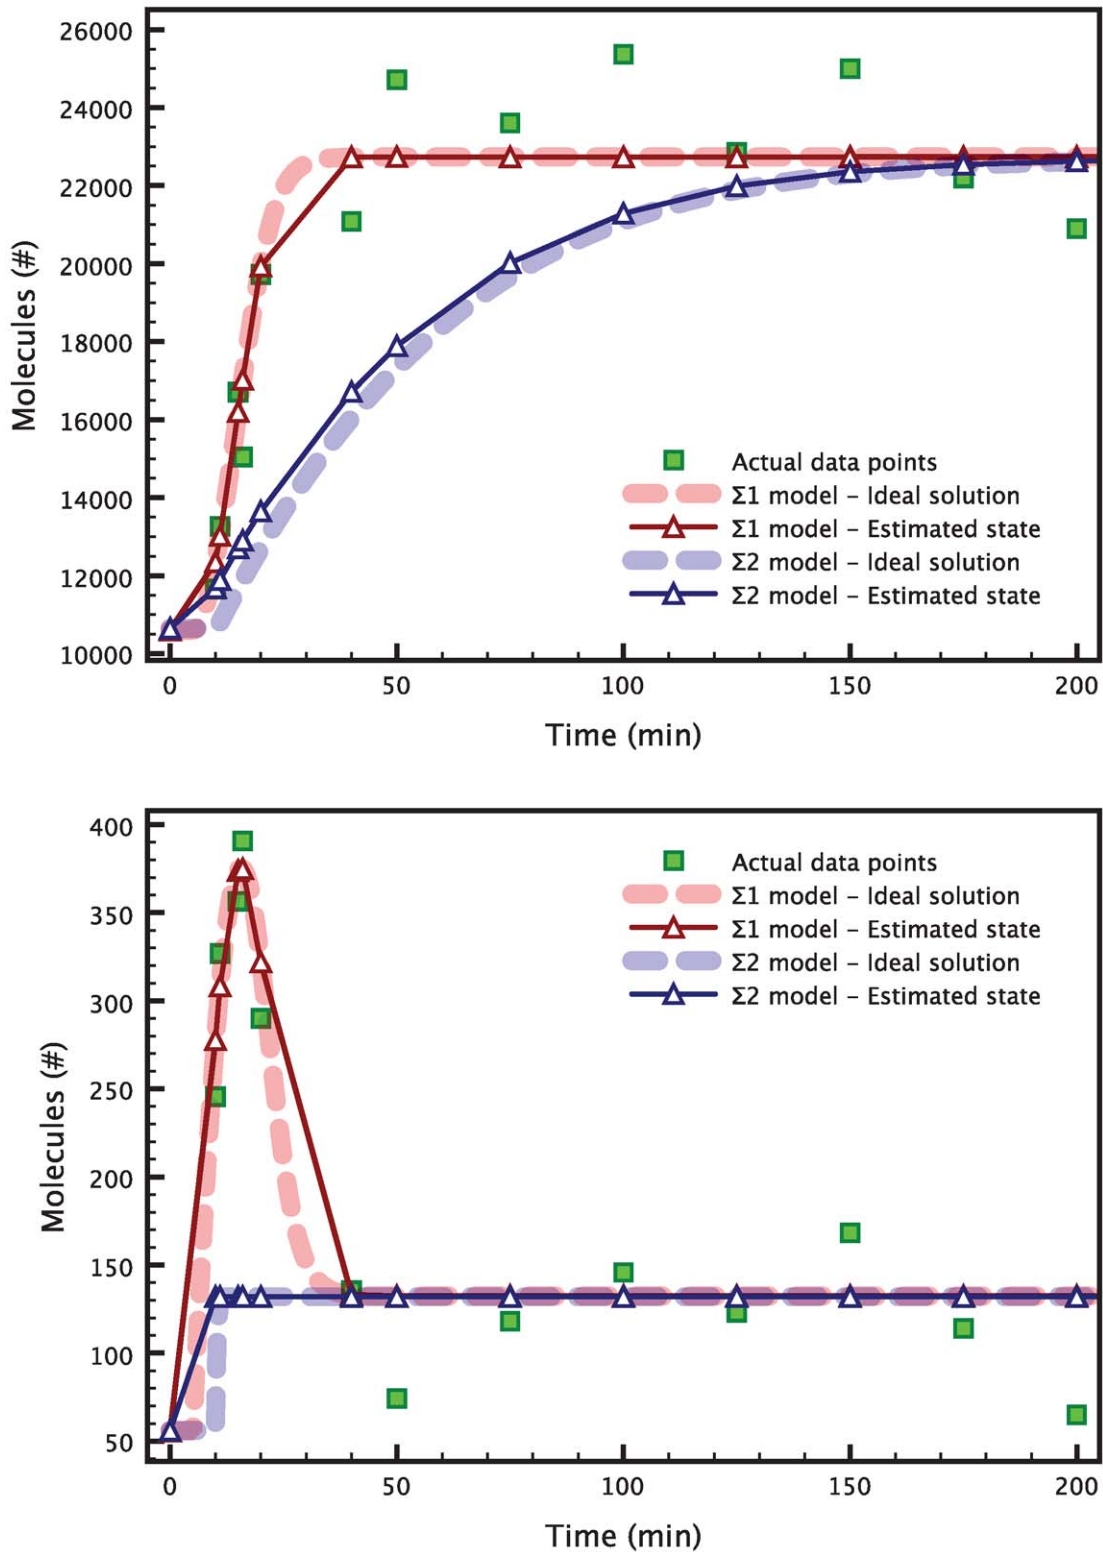 26000
24000
22000
20000
18000
16000
14000
12000
10000
Molecules (#)
Actual data points
Σ1 model – Ideal solution
Σ1 model – Estimated state
Σ2 model – Ideal solution
Σ2 model – Estimated state
0 50 100 150 200
Time (min)
400
350
300
250
200
150
100
50
Molecules (#)
Actual data points
Σ1 model – Ideal solution
Σ1 model – Estimated state
Σ2 model – Ideal solution
Σ2 model – Estimated state
0 50 100 150 200
Time (min)